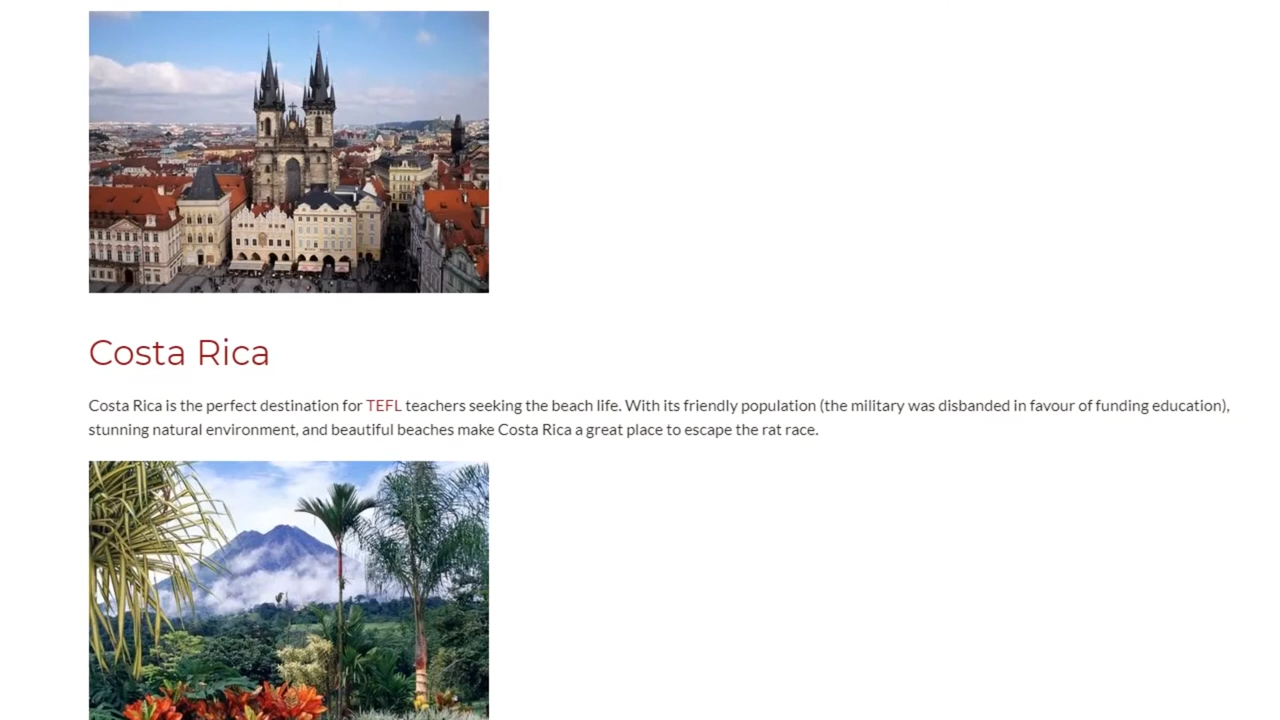 Costa Rica
Costa Rica is the perfect destination for TEFL teachers seeking the beach life. With its friendly population (the military was disbanded in favour of funding education),
stunning natural environment, and beautiful beaches make Costa Rica a great place to escape the rat race.